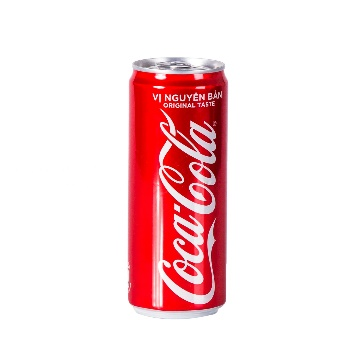 VỊ NGUYÊN BẢN
ORIGINAL TASTE
Coca-Cola